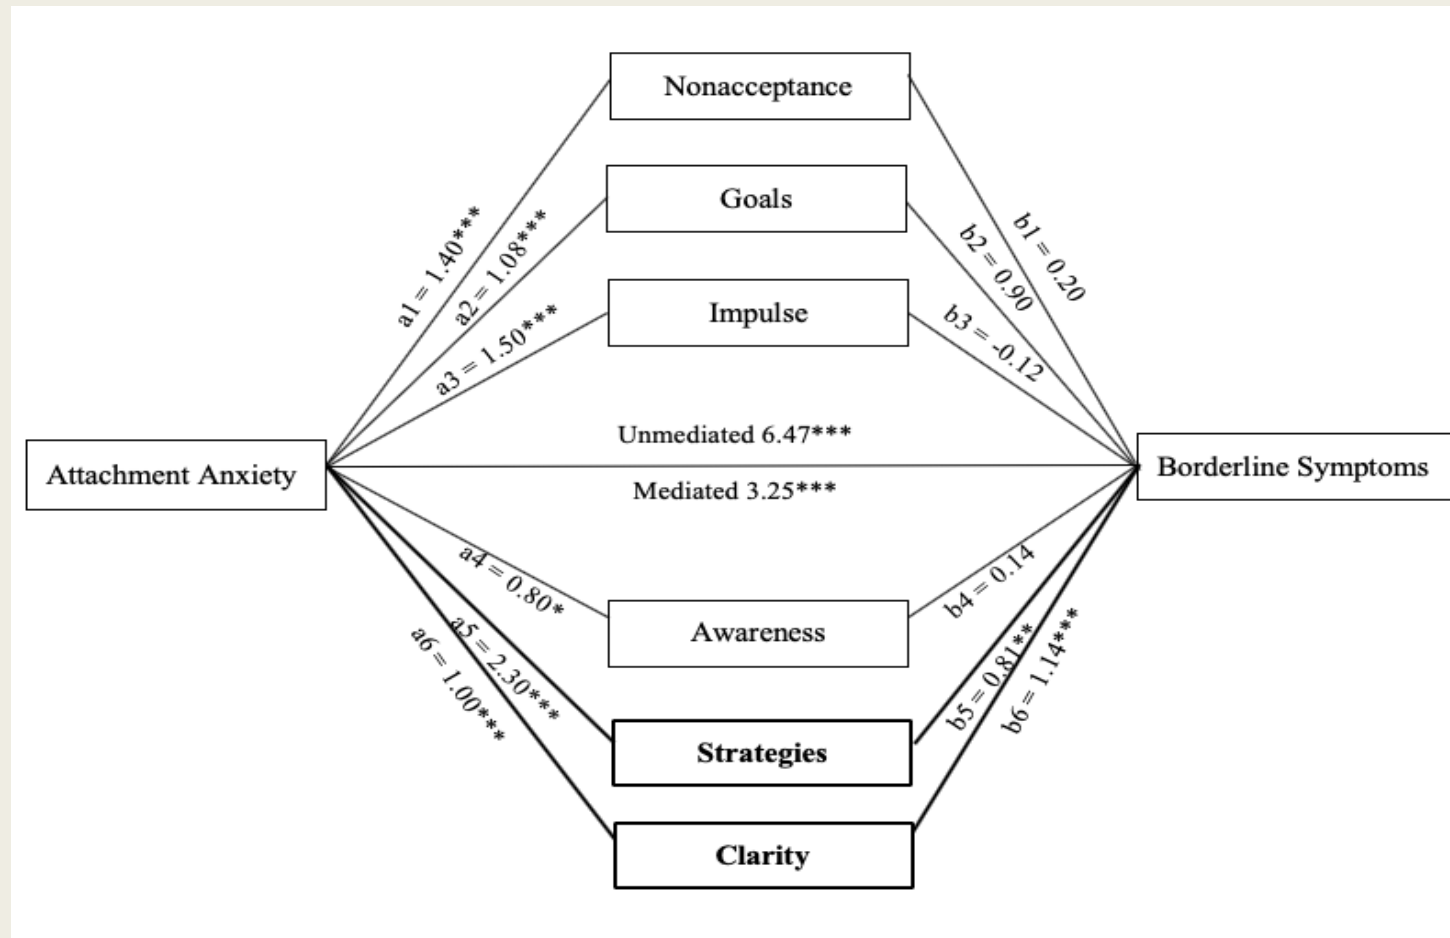 Nonacceptance
a1 = 1.40***
b1 = 0.20
Goals
a2 = 1.08***
b2 = 0.90
Impulse
a3 = 1.50***
b3 = -0.12
Unmediated 6.47***
Attachment Anxiety
Borderline Symptoms
Mediated 3.25***
a4 = 0.80*
b4 = 0.14
Awareness
a5 = 2.30***
b5 = 0.81**
a6 = 1.00***
b6 = 1.14***
Strategies
Clarity